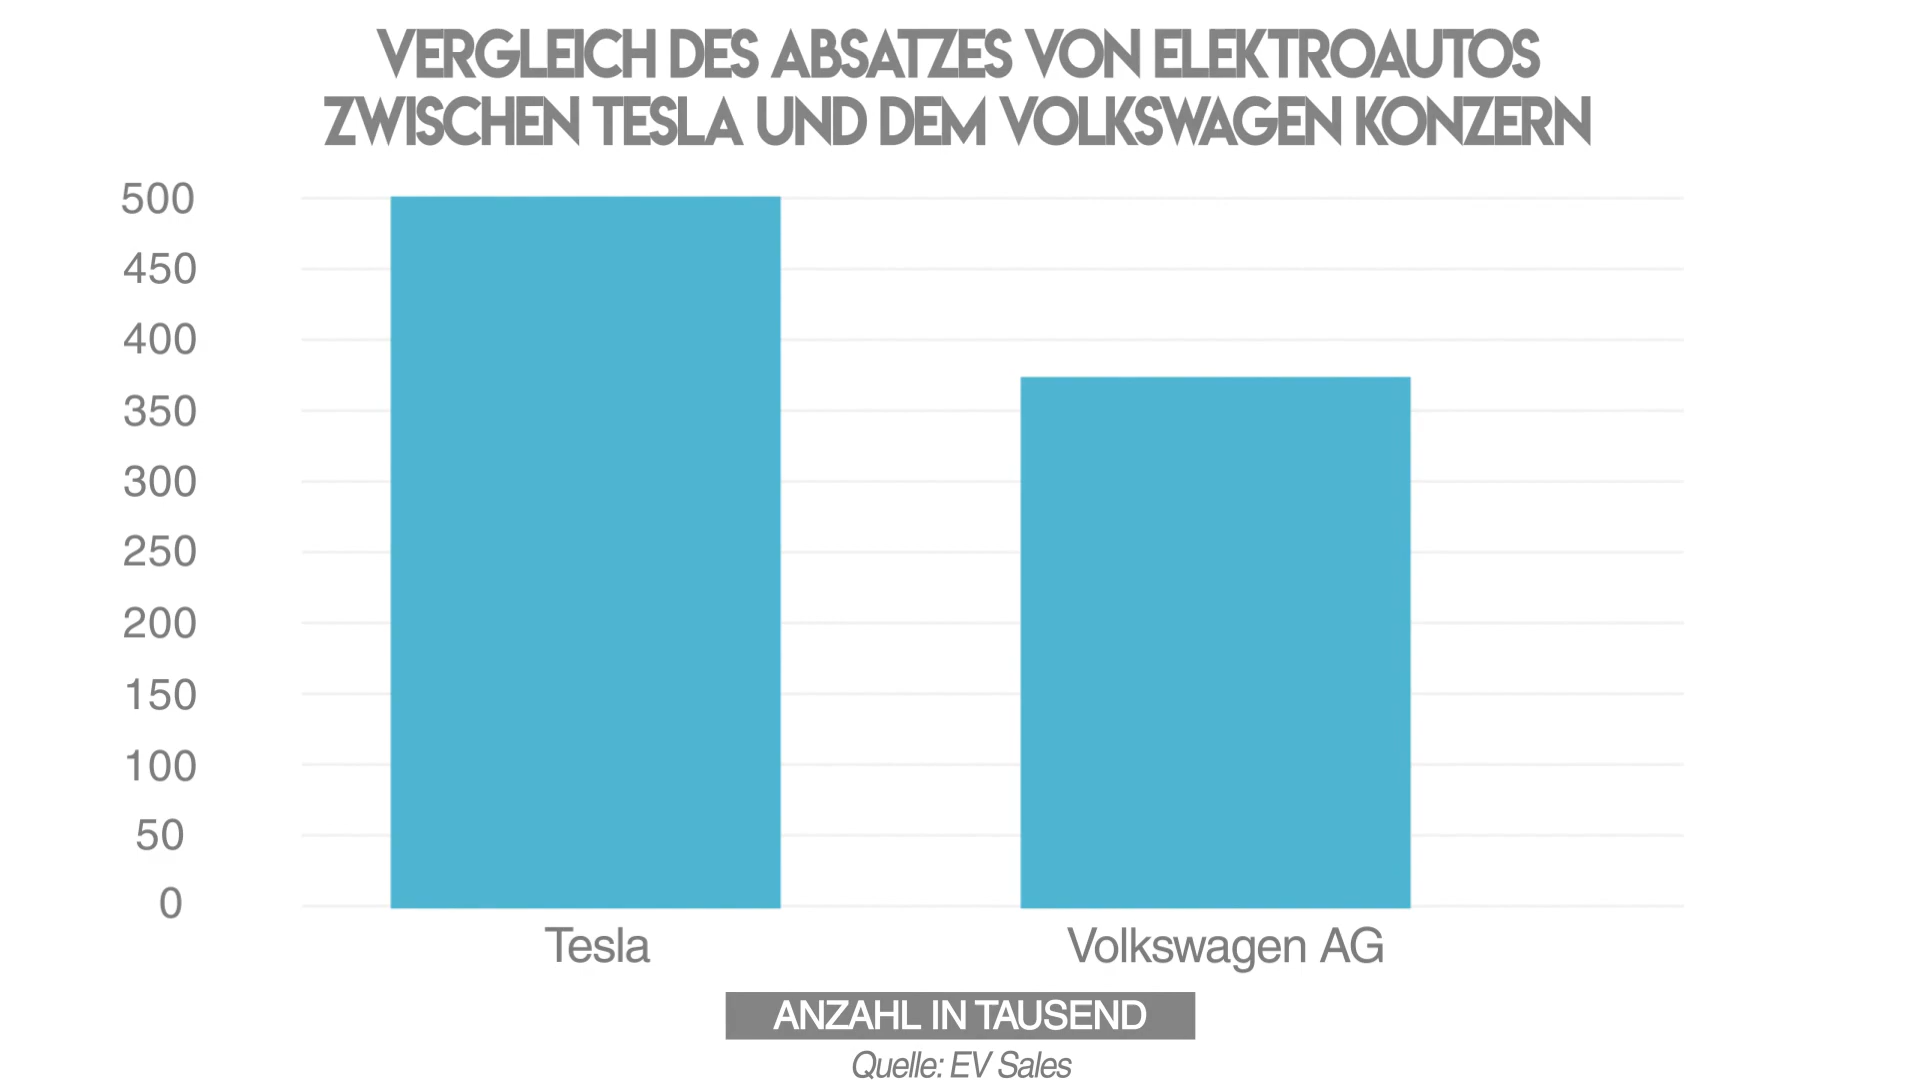 VERGLEICH DES ABSATZES VON ELEKTROAUTOS
ZWISCHEN TESLA UND DEM VOLKSWAGEN KONZERN
500
450
400
350
300
250
200
150
100
50
0
Tesla
Volkswagen AG
ANZAHL IN TAUSEND
Quelle: EV Sales